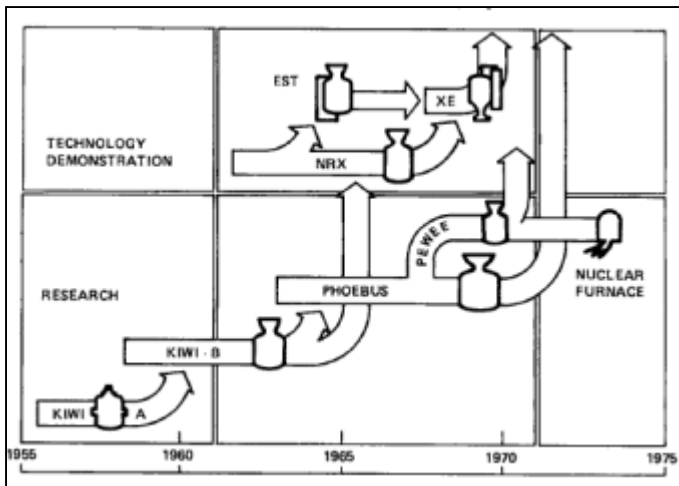 EST
XE
TECHNOLOGY
DEMONSTRATION
NRX
PEWEE
RESEARCH
PHOEBUS
NUCLEAR
FURNACE
KIWI - B
KIWI A
1955 1960 1965 1970 1975